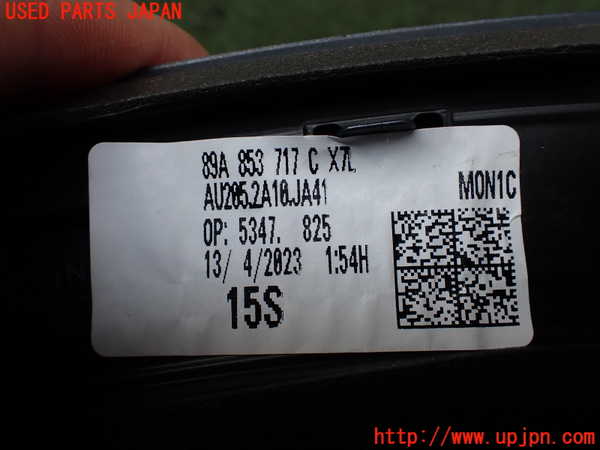 USED PARTS JAPAN
89A 853 717 C X7L
AU205.2A10.JA41
MON1C
OP: 5347. 825
13/ 4/2023 1:54H
15S
http://www.upjpn.com/